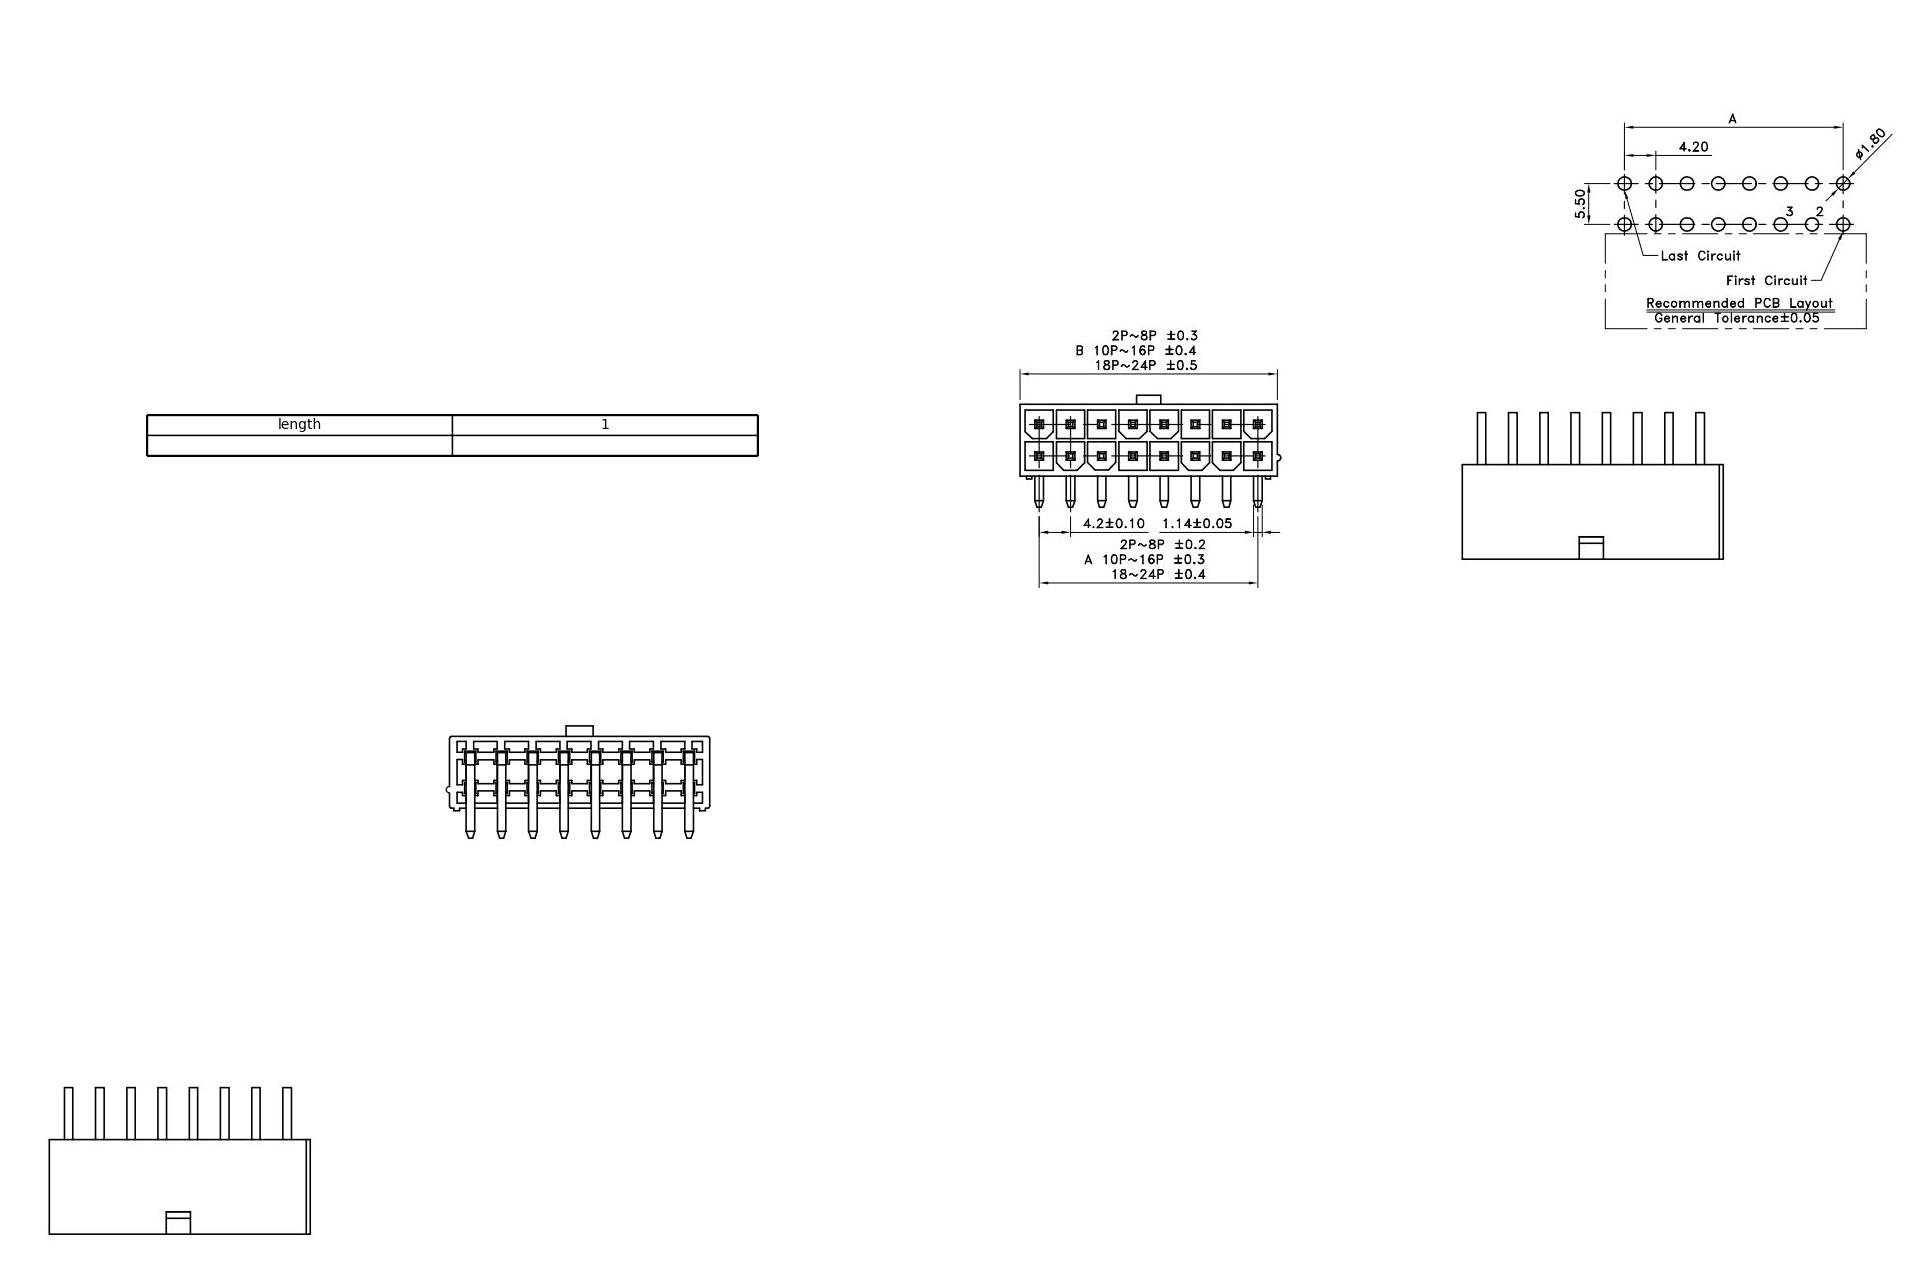 A
4.20
ø1.80
5.50
3 2
Last Circuit
First Circuit
Recommended PCB Layout
General Tolerance±0.05
2P~8P ±0.3
B 10P~16P ±0.4
18P~24P ±0.5
length 1
4.2±0.10 1.14±0.05
2P~8P ±0.2
A 10P~16P ±0.3
18~24P ±0.4